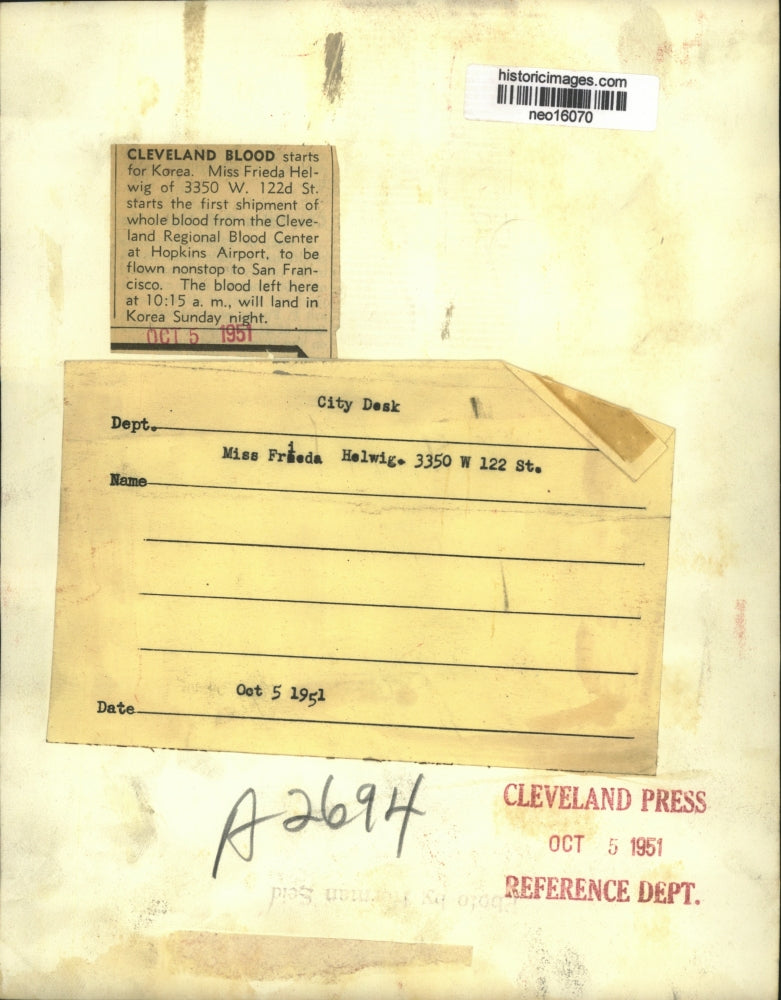 historicimages.com
neo16070
CLEVELAND BLOOD starts
for Korea. Miss Frieda Hel-
wig of 3350 W. 122d St.
starts the first shipment of
whole blood from the Cleve-
land Regional Blood Center
at Hopkins Airport, to be
flown nonstop to San Fran-
cisco. The blood left here
at 10:15 a. m., will land in
Korea Sunday night.
OCT 5 1951
City Desk
Dept.
Miss Frieda Helwig. 3350 W 122 St.
Name
Oct 5 1951
Date
A2694
CLEVELAND PRESS
OCT 5 1951
REFERENCE DEPT.
Photo by Herman Seid